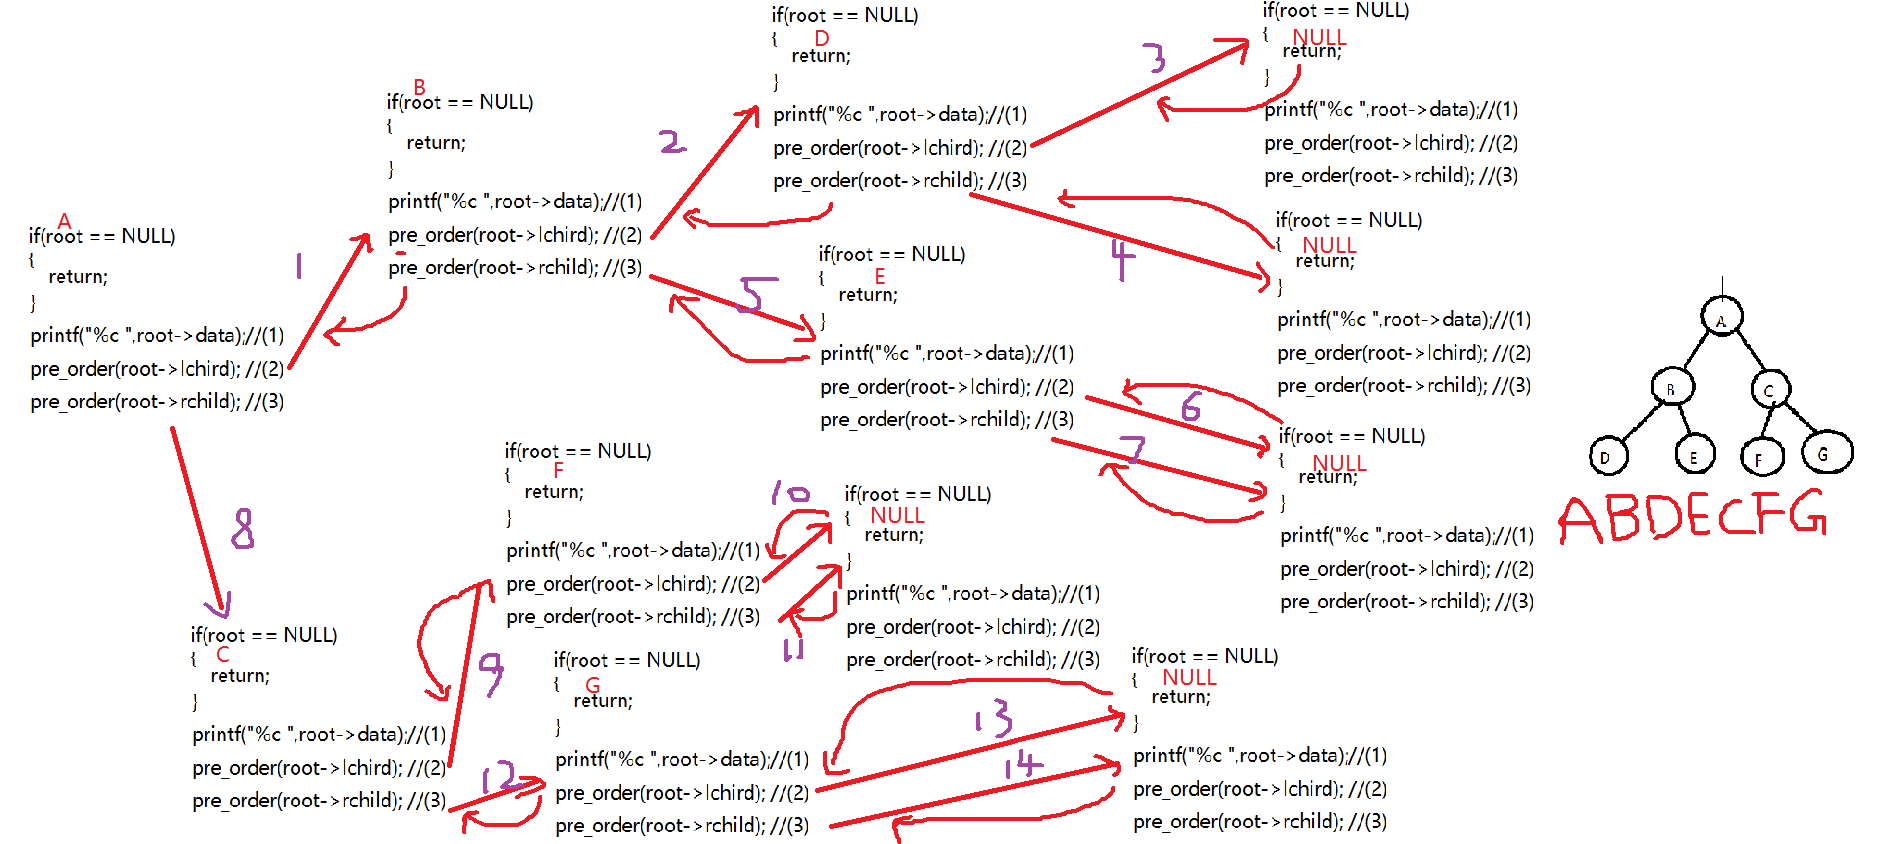 A
if(root == NULL)
{
return;
}
printf("%c ",root->data);//(1)
pre_order(root->lchird); //(2)
pre_order(root->rchild); //(3)
1
B
if(root == NULL)
{
return;
}
printf("%c ",root->data);//(1)
pre_order(root->lchird); //(2)
pre_order(root->rchild); //(3)
2
if(root == NULL)
{
D
return;
}
printf("%c ",root->data);//(1)
pre_order(root->lchird); //(2)
pre_order(root->rchild); //(3)
3
if(root == NULL)
{
NULL
return;
}
printf("%c ",root->data);//(1)
pre_order(root->lchird); //(2)
pre_order(root->rchild); //(3)
4
if(root == NULL)
{ NULL
return;
}
printf("%c ",root->data);//(1)
pre_order(root->lchird); //(2)
pre_order(root->rchild); //(3)
5
if(root == NULL)
{ E
return;
}
printf("%c ",root->data);//(1)
pre_order(root->lchird); //(2)
pre_order(root->rchild); //(3)
6
7
if(root == NULL)
{ NULL
return;
}
printf("%c ",root->data);//(1)
pre_order(root->lchird); //(2)
pre_order(root->rchild); //(3)
8
if(root == NULL)
{ C
return;
}
printf("%c ",root->data);//(1)
pre_order(root->lchird); //(2)
pre_order(root->rchild); //(3)
9
if(root == NULL)
{ F
return;
}
printf("%c ",root->data);//(1)
pre_order(root->lchird); //(2)
pre_order(root->rchild); //(3)
10
11
if(root == NULL)
{ NULL
return;
}
printf("%c ",root->data);//(1)
pre_order(root->lchird); //(2)
pre_order(root->rchild); //(3)
12
if(root == NULL)
{ G
return;
}
printf("%c ",root->data);//(1)
pre_order(root->lchird); //(2)
pre_order(root->rchild); //(3)
13
14
if(root == NULL)
{ NULL
return;
}
printf("%c ",root->data);//(1)
pre_order(root->lchird); //(2)
pre_order(root->rchild); //(3)
A
B C
D E F G
ABDECFG